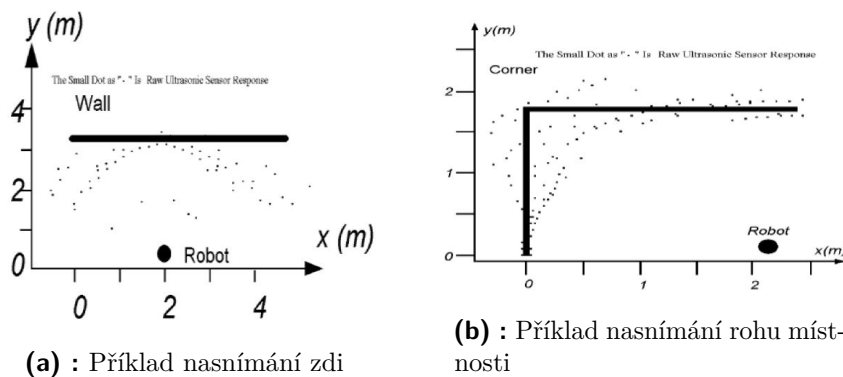 y (m)
The Small Dot as "- " Is Raw Ultrasonic Sensor Response
Wall
4
2
0
Robot
x (m)
0 2 4
(a) : Příklad nasnímání zdi
y(m)
The Small Dot as "- " Is Raw Ultrasonic Sensor Response
Corner
2
1
0
Robot
x(m)
0 1 2
(b) : Příklad nasnímání rohu míst-
nosti